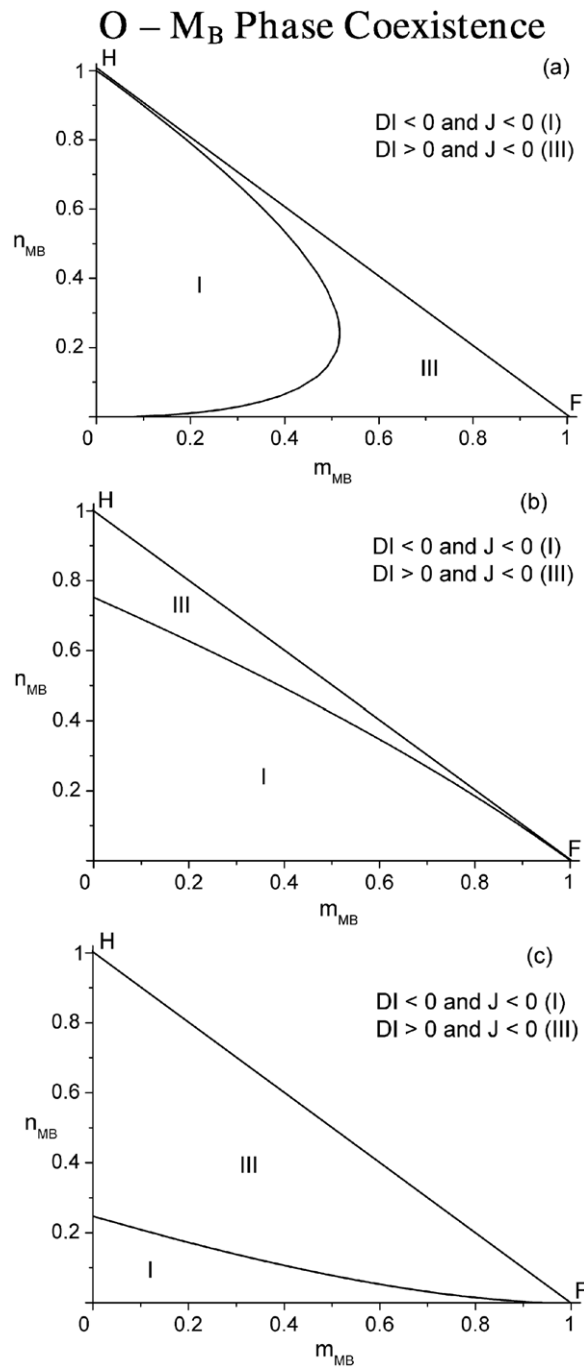 O – M_B Phase Coexistence
H
(a)
1
DI < 0 and J < 0 (I)
DI > 0 and J < 0 (III)
0.8
0.6
n_MB
0.4
I
0.2
III
F
0 0.2 0.4 0.6 0.8 1
m_MB
H
(b)
1
DI < 0 and J < 0 (I)
DI > 0 and J < 0 (III)
0.8
III
0.6
n_MB
0.4
I
0.2
F
0 0.2 0.4 0.6 0.8 1
m_MB
H
(c)
1
DI < 0 and J < 0 (I)
DI > 0 and J < 0 (III)
0.8
0.6
n_MB
0.4
III
0.2
I
F
0 0.2 0.4 0.6 0.8 1
m_MB